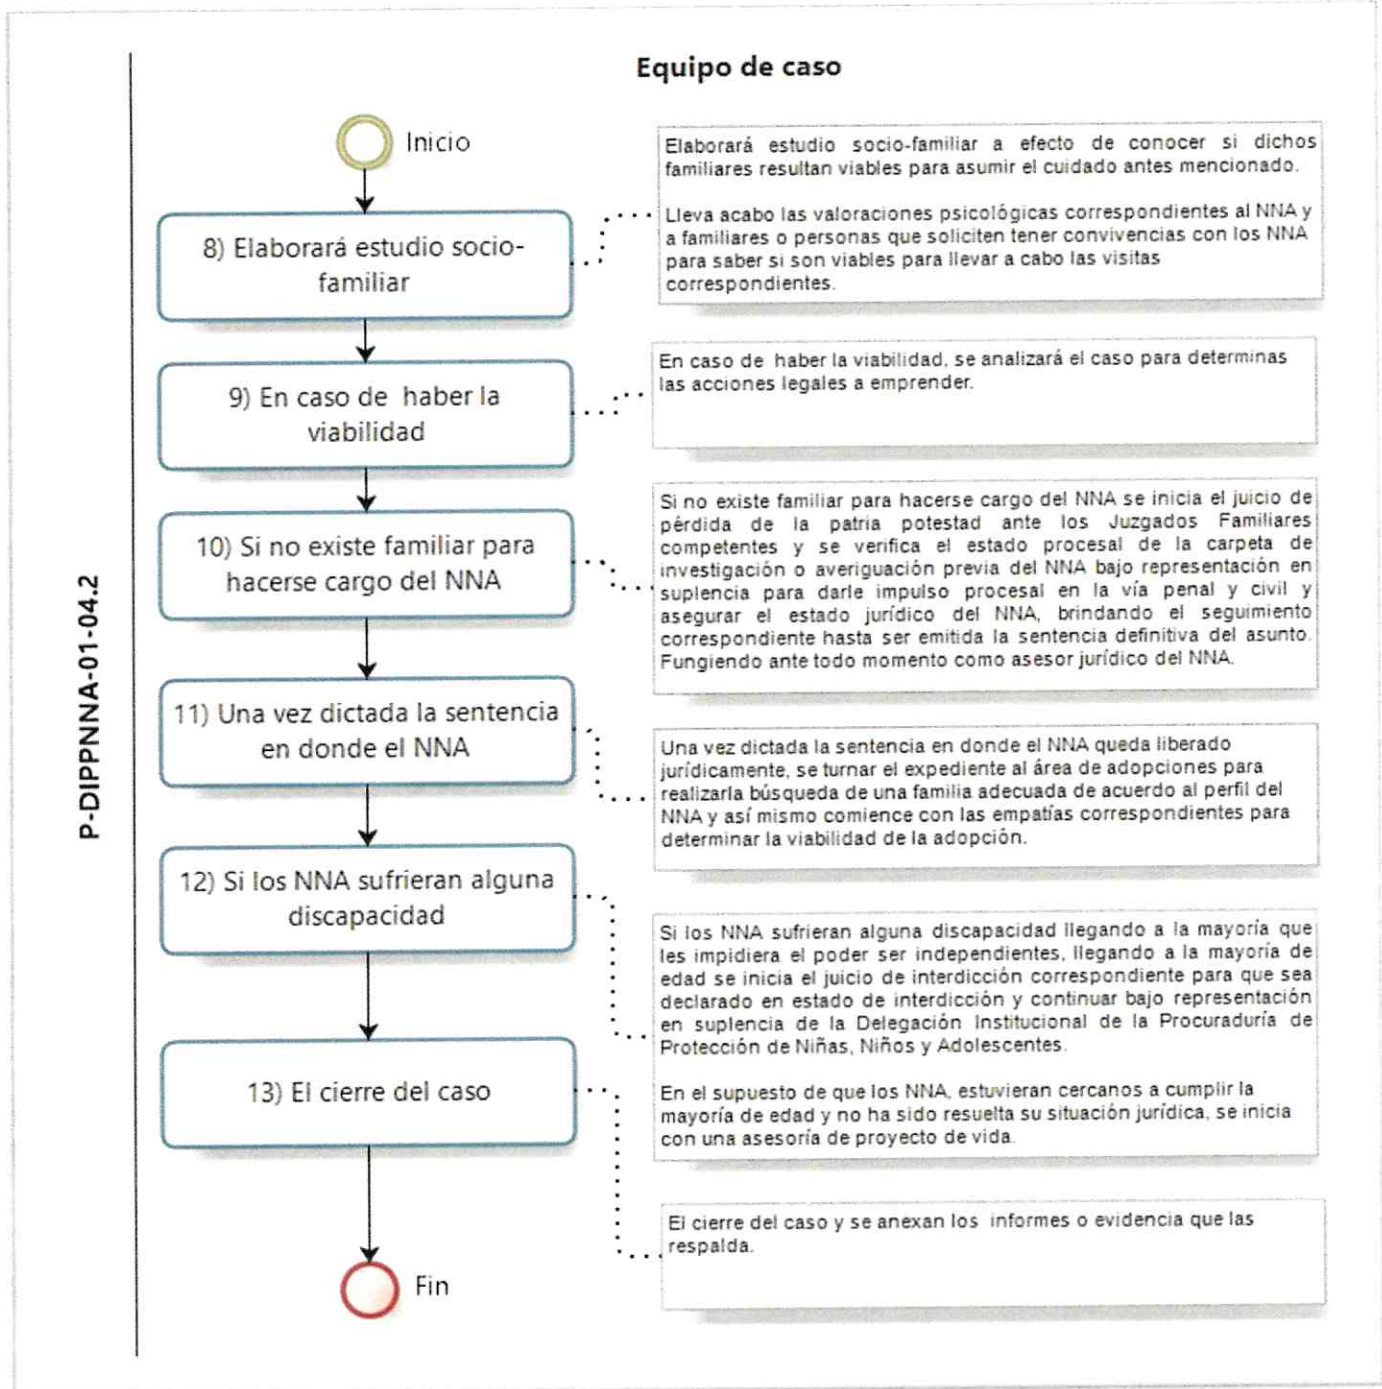 Equipo de caso
P-DIPPNNA-01-04.2
Inicio
8) Elaborará estudio socio-
familiar
Elaborará estudio socio-familiar a efecto de conocer si dichos
familiares resultan viables para asumir el cuidado antes mencionado.
Lleva acabo las valoraciones psicológicas correspondientes al NNA y
a familiares o personas que soliciten tener convivencias con los NNA
para saber si son viables para llevar a cabo las visitas
correspondientes.
9) En caso de haber la
viabilidad
En caso de haber la viabilidad, se analizará el caso para determinas
las acciones legales a emprender.
10) Si no existe familiar para
hacerse cargo del NNA
Si no existe familiar para hacerse cargo del NNA se inicia el juicio de
pérdida de la patria potestad ante los Juzgados Familiares
competentes y se verifica el estado procesal de la carpeta de
investigación o averiguación previa del NNA bajo representación en
suplencia para darle impulso procesal en la vía penal y civil y
asegurar el estado jurídico del NNA, brindando el seguimiento
correspondiente hasta ser emitida la sentencia definitiva del asunto.
Fungiendo ante todo momento como asesor jurídico del NNA.
11) Una vez dictada la sentencia
en donde el NNA
Una vez dictada la sentencia en donde el NNA queda liberado
jurídicamente, se turnar el expediente al área de adopciones para
realizarla búsqueda de una familia adecuada de acuerdo al perfil del
NNA y así mismo comience con las empatías correspondientes para
determinar la viabilidad de la adopción.
12) Si los NNA sufrieran alguna
discapacidad
Si los NNA sufrieran alguna discapacidad llegando a la mayoría que
les impidiera el poder ser independientes, llegando a la mayoría de
edad se inicia el juicio de interdicción correspondiente para que sea
declarado en estado de interdicción y continuar bajo representación
en suplencia de la Delegación Institucional de la Procuraduría de
Protección de Niñas, Niños y Adolescentes.
En el supuesto de que los NNA, estuvieran cercanos a cumplir la
mayoría de edad y no ha sido resuelta su situación jurídica, se inicia
con una asesoría de proyecto de vida.
13) El cierre del caso
El cierre del caso y se anexan los informes o evidencia que las
respalda.
Fin